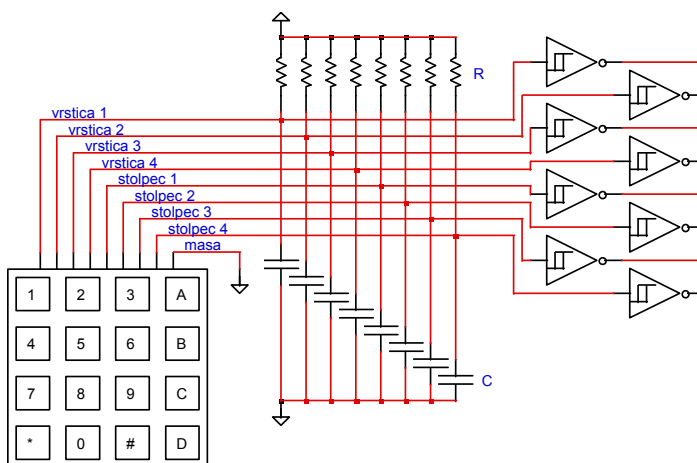 R
vrstica 1
vrstica 2
vrstica 3
vrstica 4
stolpec 1
stolpec 2
stolpec 3
stolpec 4
masa
1 2 3 A
4 5 6 B
7 8 9 C
* 0 # D
C